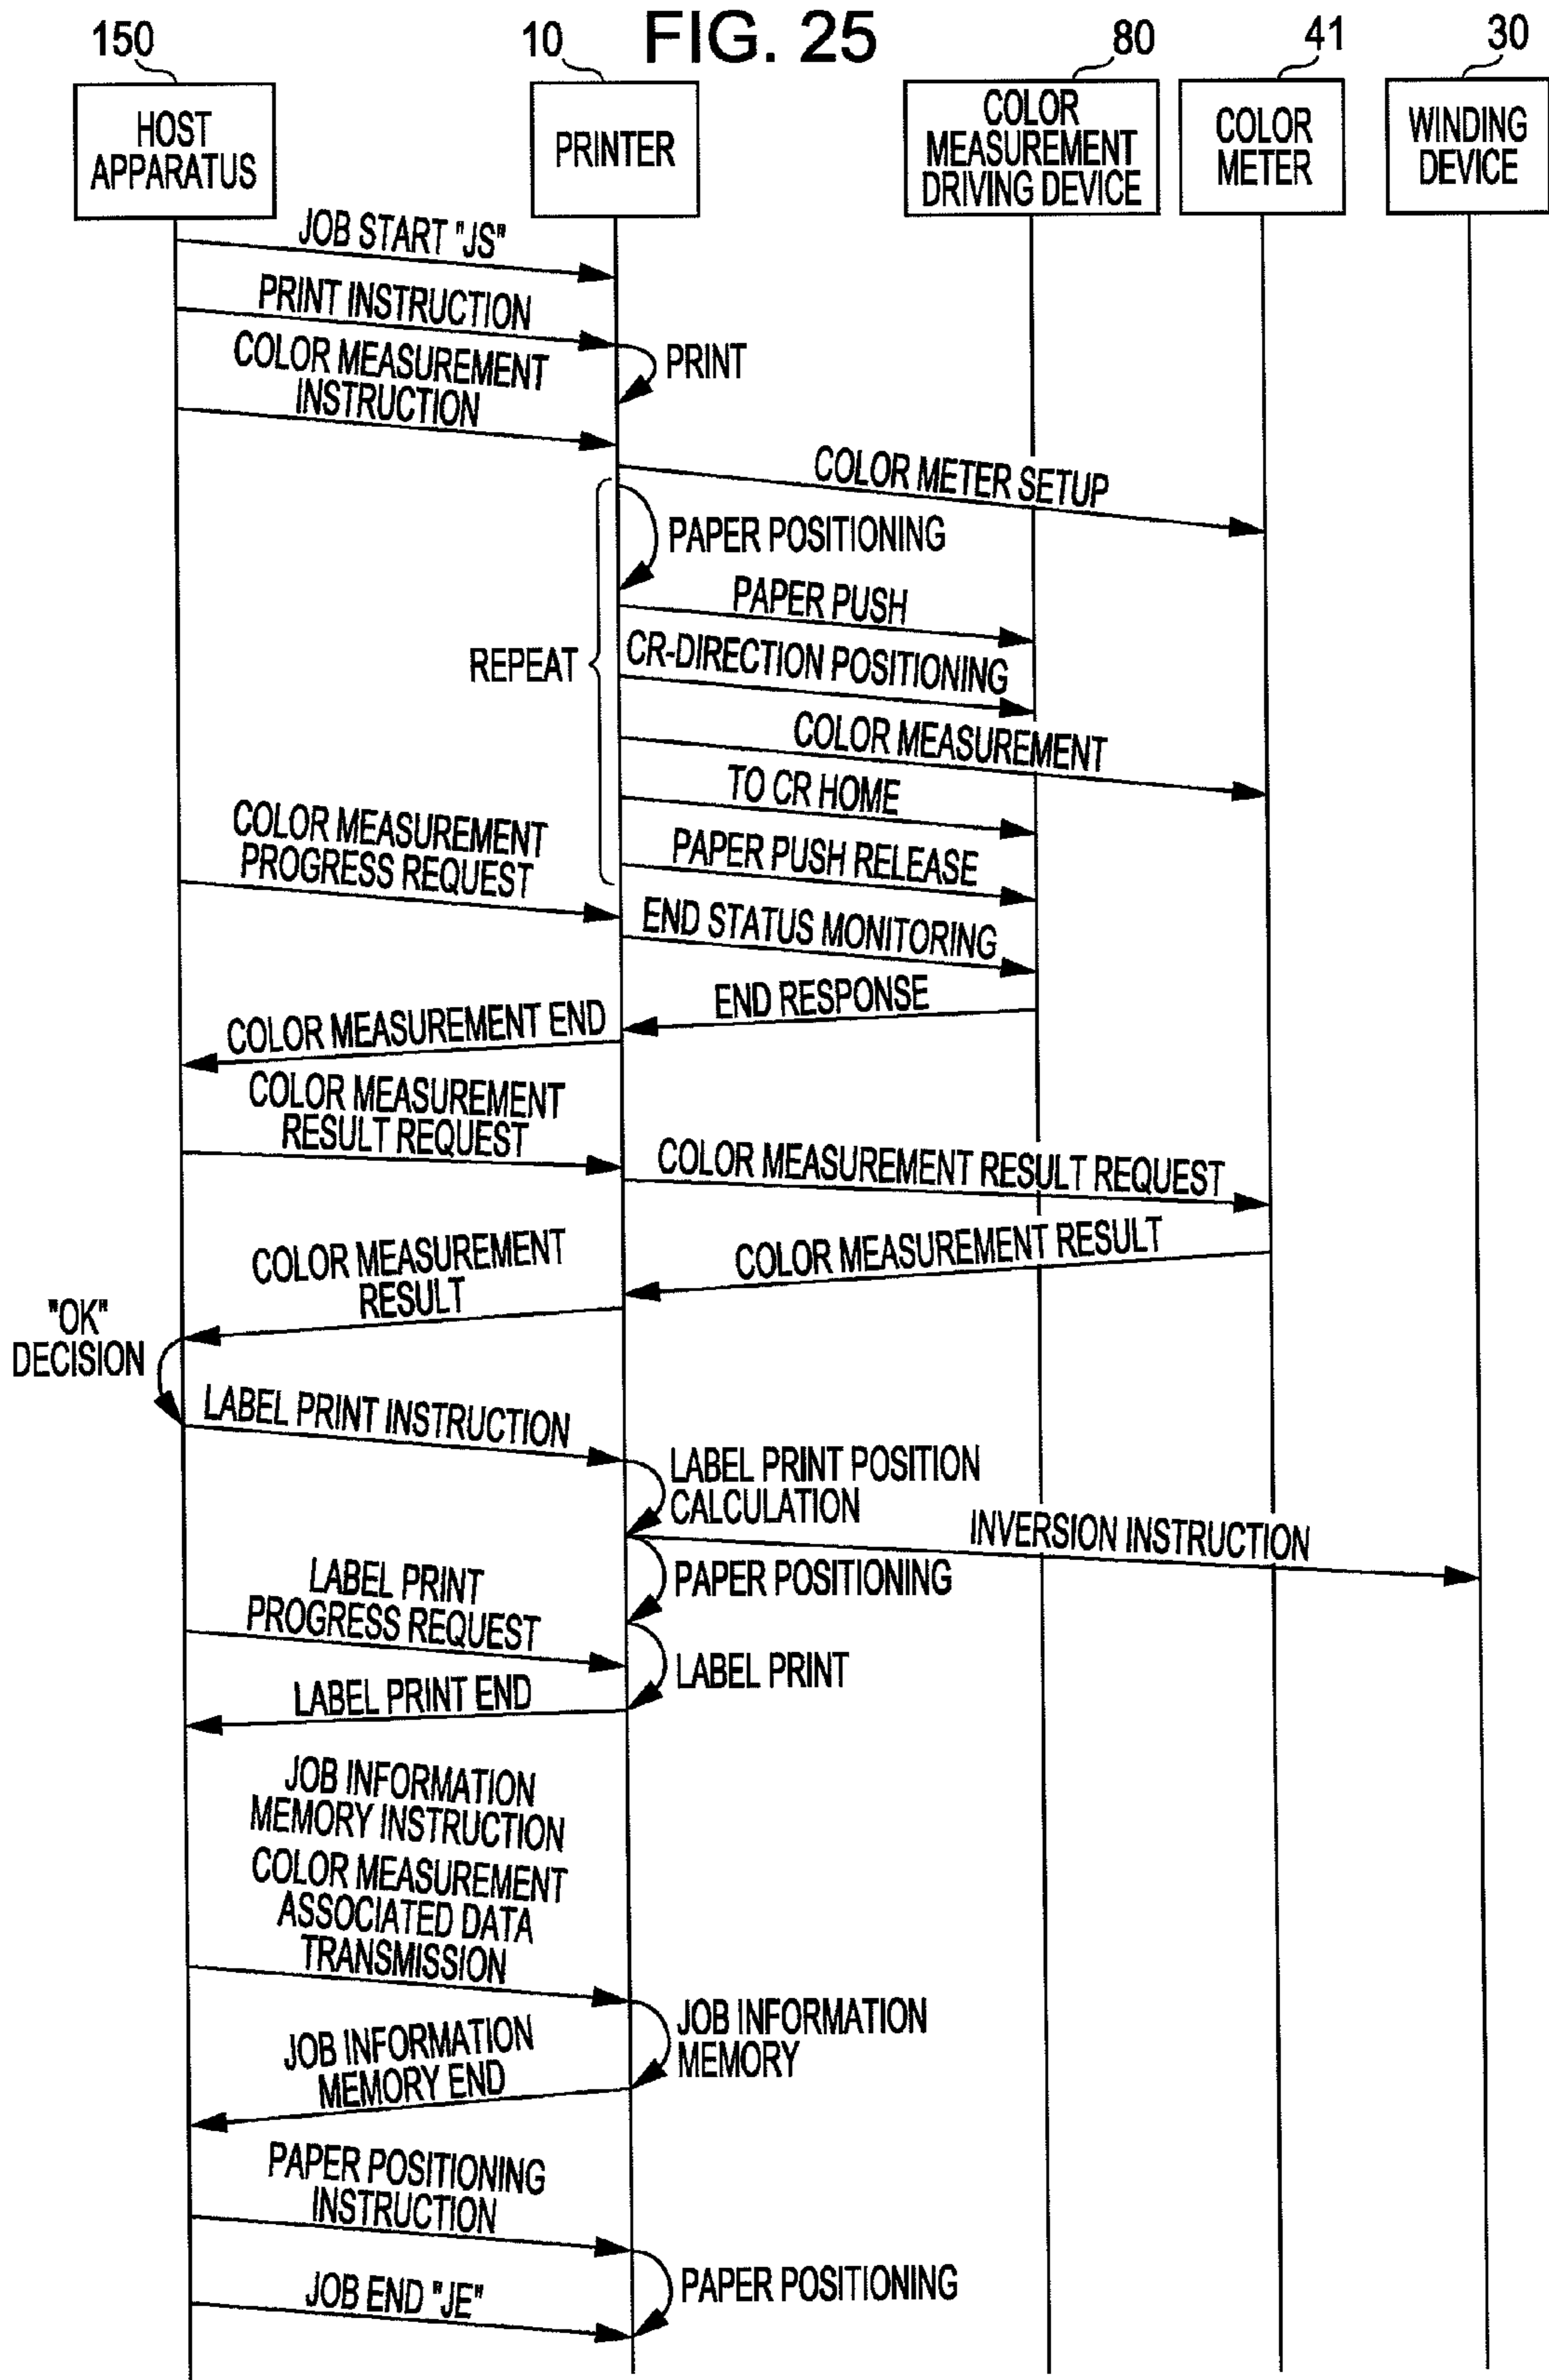 FIG. 25
150
10
80
41
30
HOST
APPARATUS
PRINTER
COLOR
MEASUREMENT
DRIVING DEVICE
COLOR
METER
WINDING
DEVICE
JOB START "JS"
PRINT INSTRUCTION
PRINT
COLOR MEASUREMENT
INSTRUCTION
COLOR METER SETUP
PAPER POSITIONING
PAPER PUSH
REPEAT
CR-DIRECTION POSITIONING
COLOR MEASUREMENT
TO CR HOME
COLOR MEASUREMENT
PROGRESS REQUEST
PAPER PUSH RELEASE
END STATUS MONITORING
END RESPONSE
COLOR MEASUREMENT END
COLOR MEASUREMENT
RESULT REQUEST
COLOR MEASUREMENT RESULT REQUEST
COLOR MEASUREMENT RESULT
COLOR MEASUREMENT
RESULT
"OK"
DECISION
LABEL PRINT INSTRUCTION
LABEL PRINT POSITION
CALCULATION
INVERSION INSTRUCTION
PAPER POSITIONING
LABEL PRINT
PROGRESS REQUEST
LABEL PRINT
LABEL PRINT END
JOB INFORMATION
MEMORY INSTRUCTION
COLOR MEASUREMENT
ASSOCIATED DATA
TRANSMISSION
JOB INFORMATION
MEMORY
JOB INFORMATION
MEMORY END
PAPER POSITIONING
INSTRUCTION
PAPER POSITIONING
JOB END "JE"